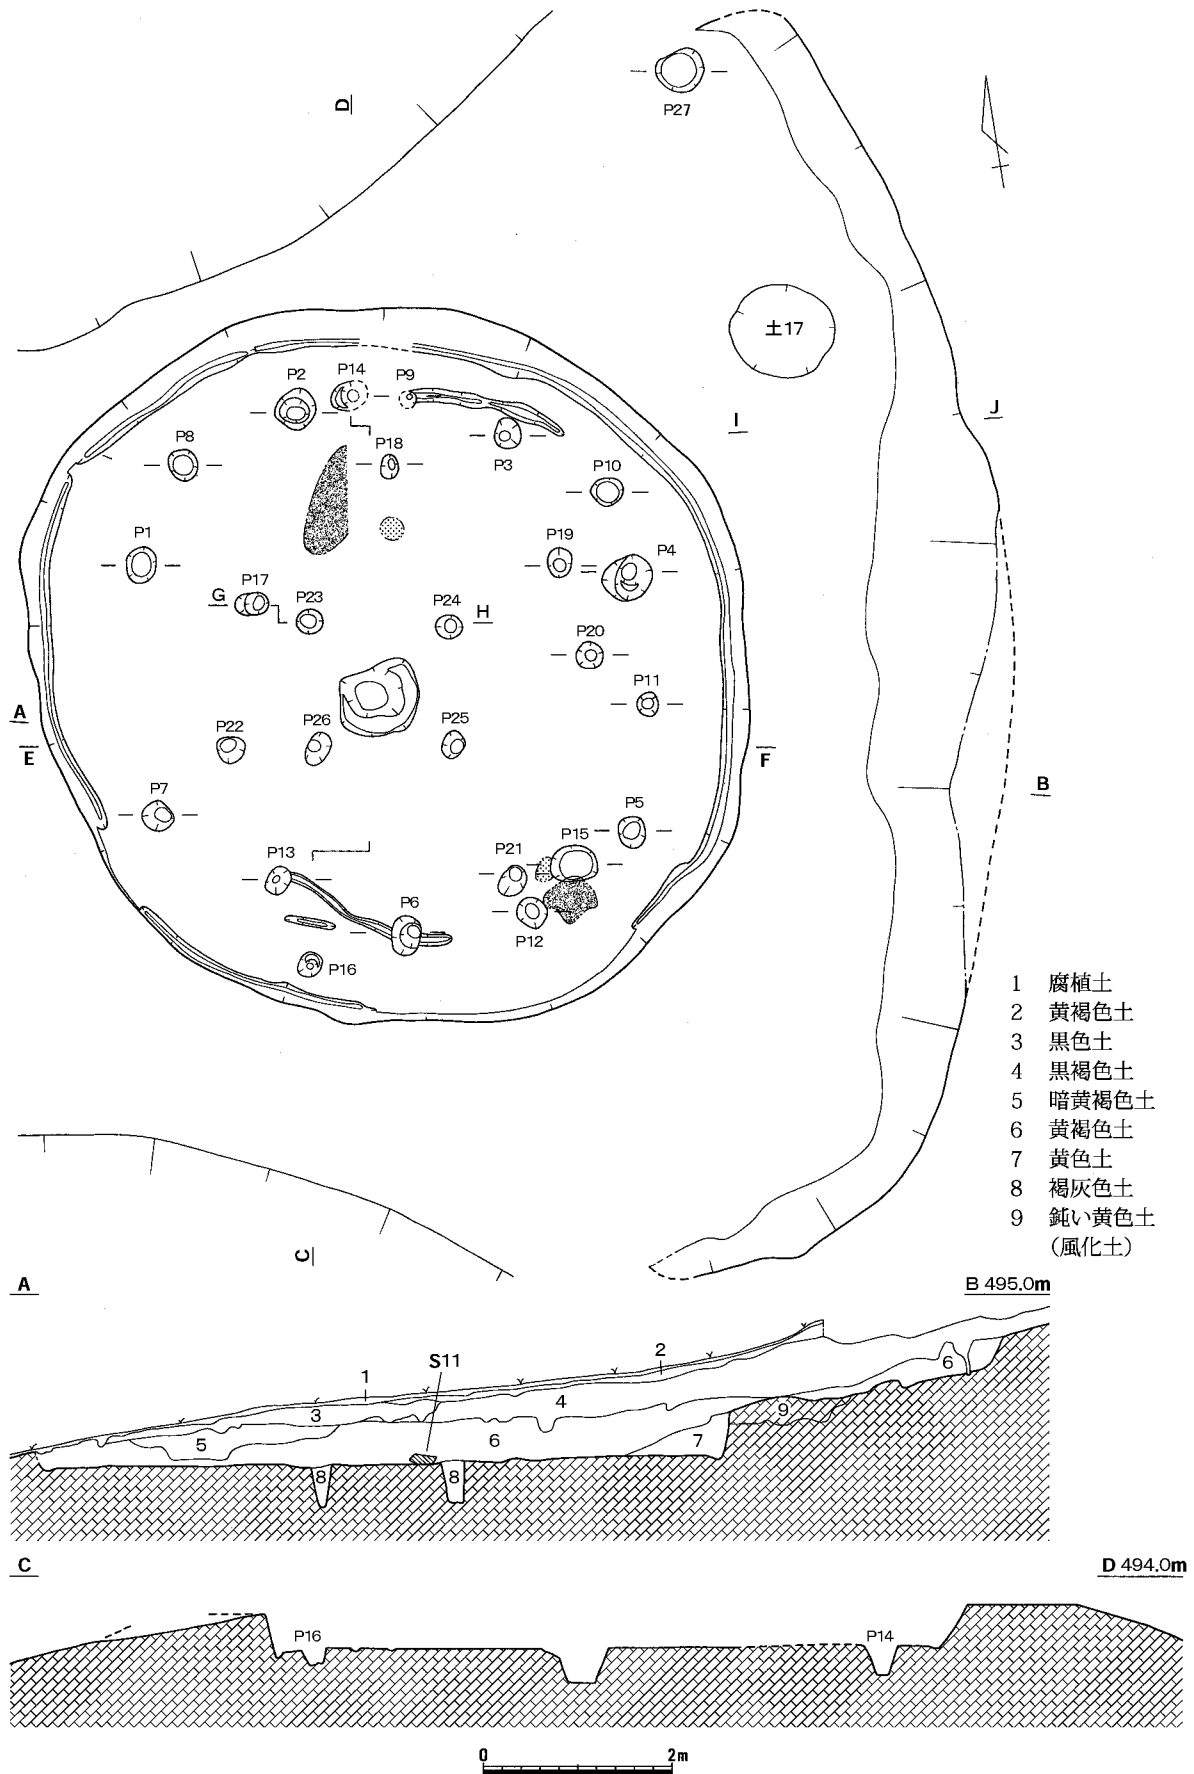 D
P27
土17
I
J
P2
P14
P9
P8
P18
P3
P10
P1
P19
P4
G
P17
P23
P24
H
P20
P11
A
E
P22
P26
P25
F
B
P7
P5
P13
P21
P15
P6
P12
P16
C
1 腐植土
2 黄褐色土
3 黒色土
4 黒褐色土
5 暗黄褐色土
6 黄褐色土
7 黄色土
8 褐灰色土
9 鈍い黄色土
(風化土)
A
B 495.0m
S11
1
2
3
4
5
6
6
7
8
8
9
C
D 494.0m
P16
P14
0
2m